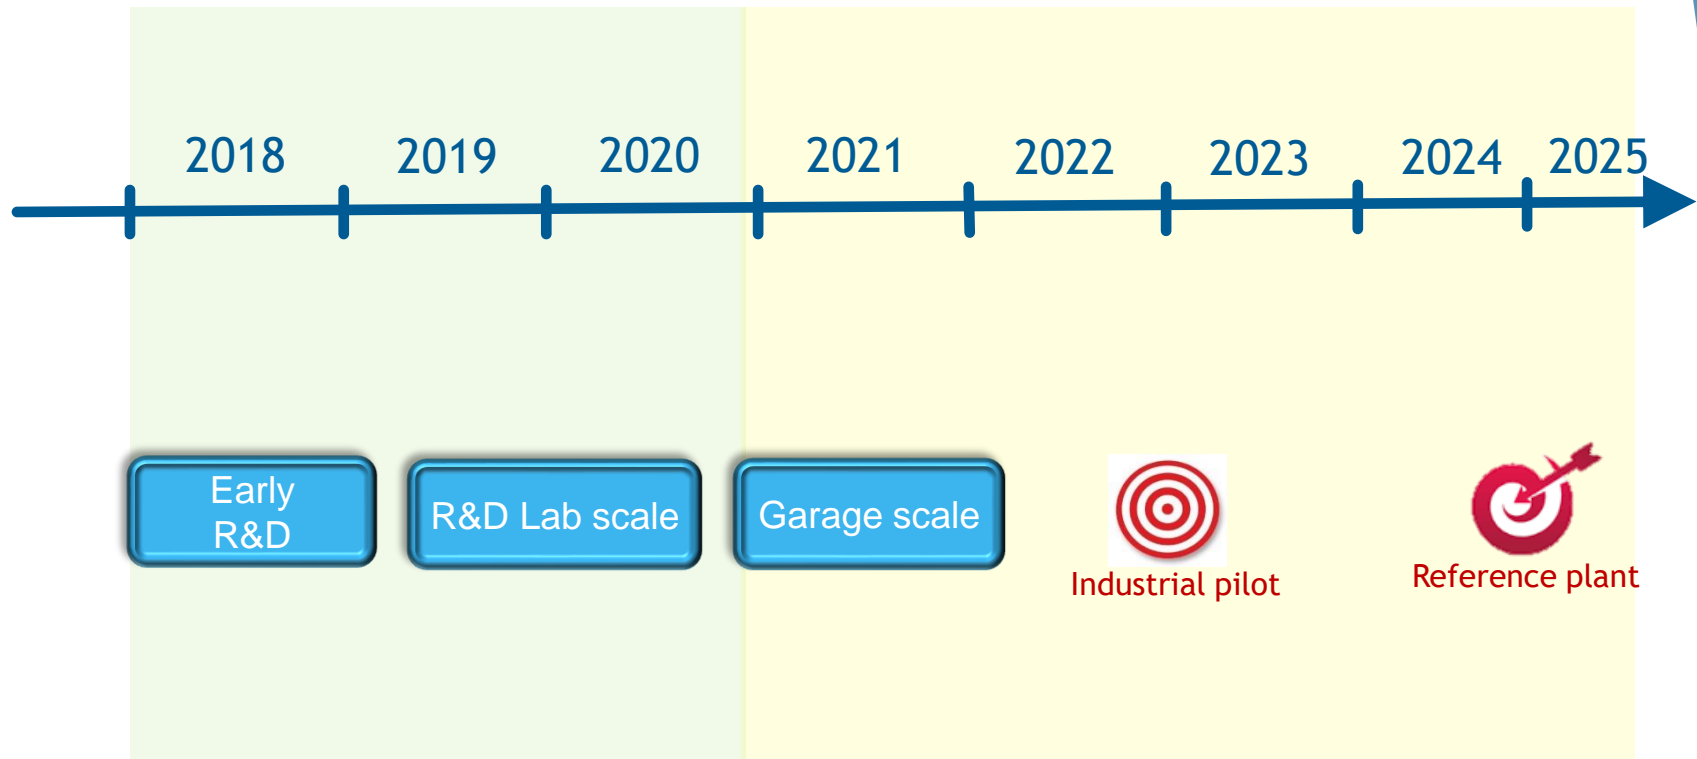 2018
2019
2020
2021
2022
2023
2024
2025
Early
R&D
R&D Lab scale
Garage scale
Industrial pilot
Reference plant